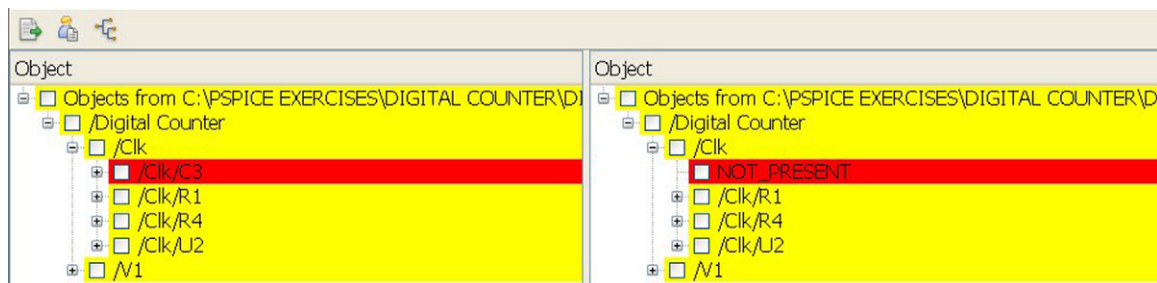 Object
Objects from C:\PSPICE EXERCISES\DIGITAL COUNTER\DI
/Digital Counter
/Clk
/Clk/C3
/Clk/R1
/Clk/R4
/Clk/U2
/V1
Object
Objects from C:\PSPICE EXERCISES\DIGITAL COUNTER\D
/Digital Counter
/Clk
NOT_PRESENT
/Clk/R1
/Clk/R4
/Clk/U2
/V1